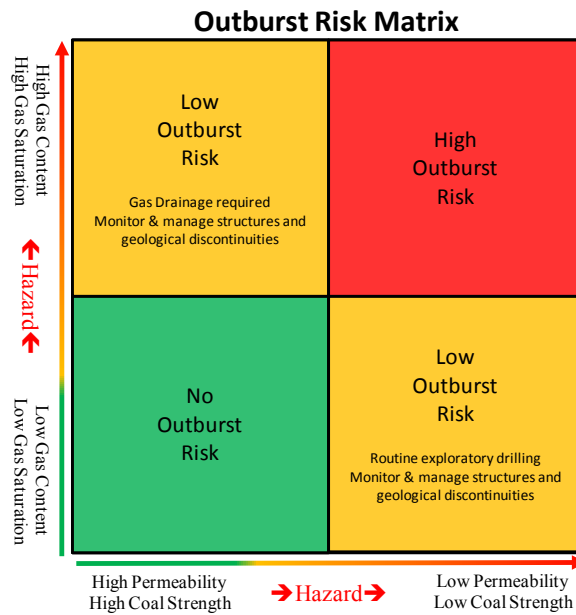 Outburst Risk Matrix
High Gas Content
High Gas Saturation
←Hazard←
Low Gas Content
Low Gas Saturation
Low
Outburst
Risk
Gas Drainage required
Monitor & manage structures and
geological discontinuities
High
Outburst
Risk
No
Outburst
Risk
Low
Outburst
Risk
Routine exploratory drilling
Monitor & manage structures and
geological discontinuities
High Permeability
High Coal Strength
→Hazard→
Low Permeability
Low Coal Strength